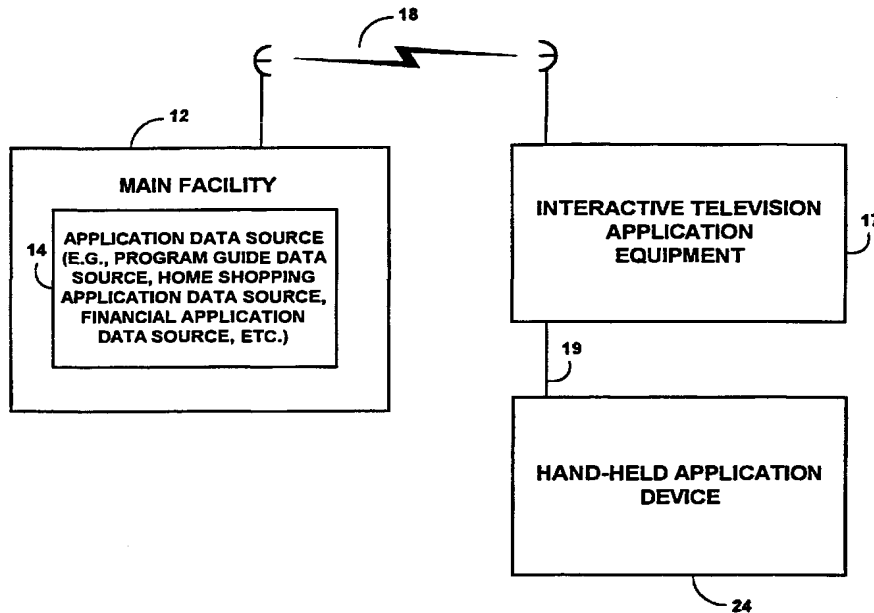 18
12
MAIN FACILITY
14
APPLICATION DATA SOURCE
(E.G., PROGRAM GUIDE DATA
SOURCE, HOME SHOPPING
APPLICATION DATA SOURCE,
FINANCIAL APPLICATION
DATA SOURCE, ETC.)
INTERACTIVE TELEVISION
APPLICATION
EQUIPMENT
17
19
HAND-HELD APPLICATION
DEVICE
24